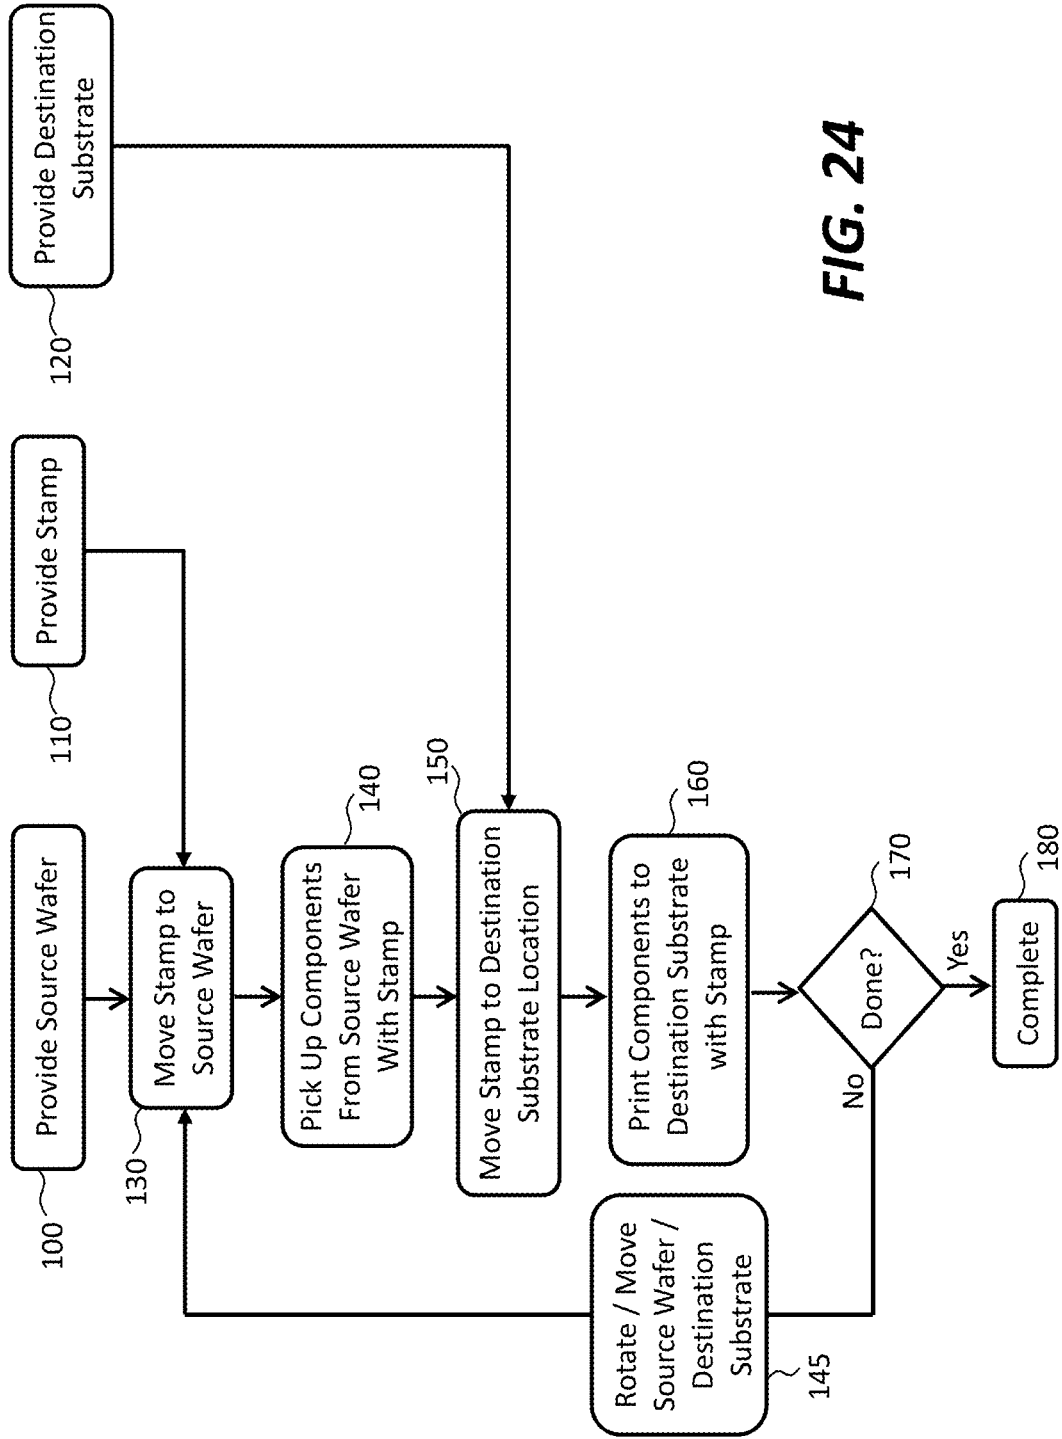 100
Provide Source Wafer
110
Provide Stamp
120
Provide Destination
Substrate
130
Move Stamp to
Source Wafer
140
Pick Up Components
From Source Wafer
With Stamp
150
Move Stamp to Destination
Substrate Location
145
Rotate / Move
Source Wafer /
Destination
Substrate
160
Print Components to
Destination Substrate
with Stamp
170
Done?
No
Yes
180
Complete
FIG. 24